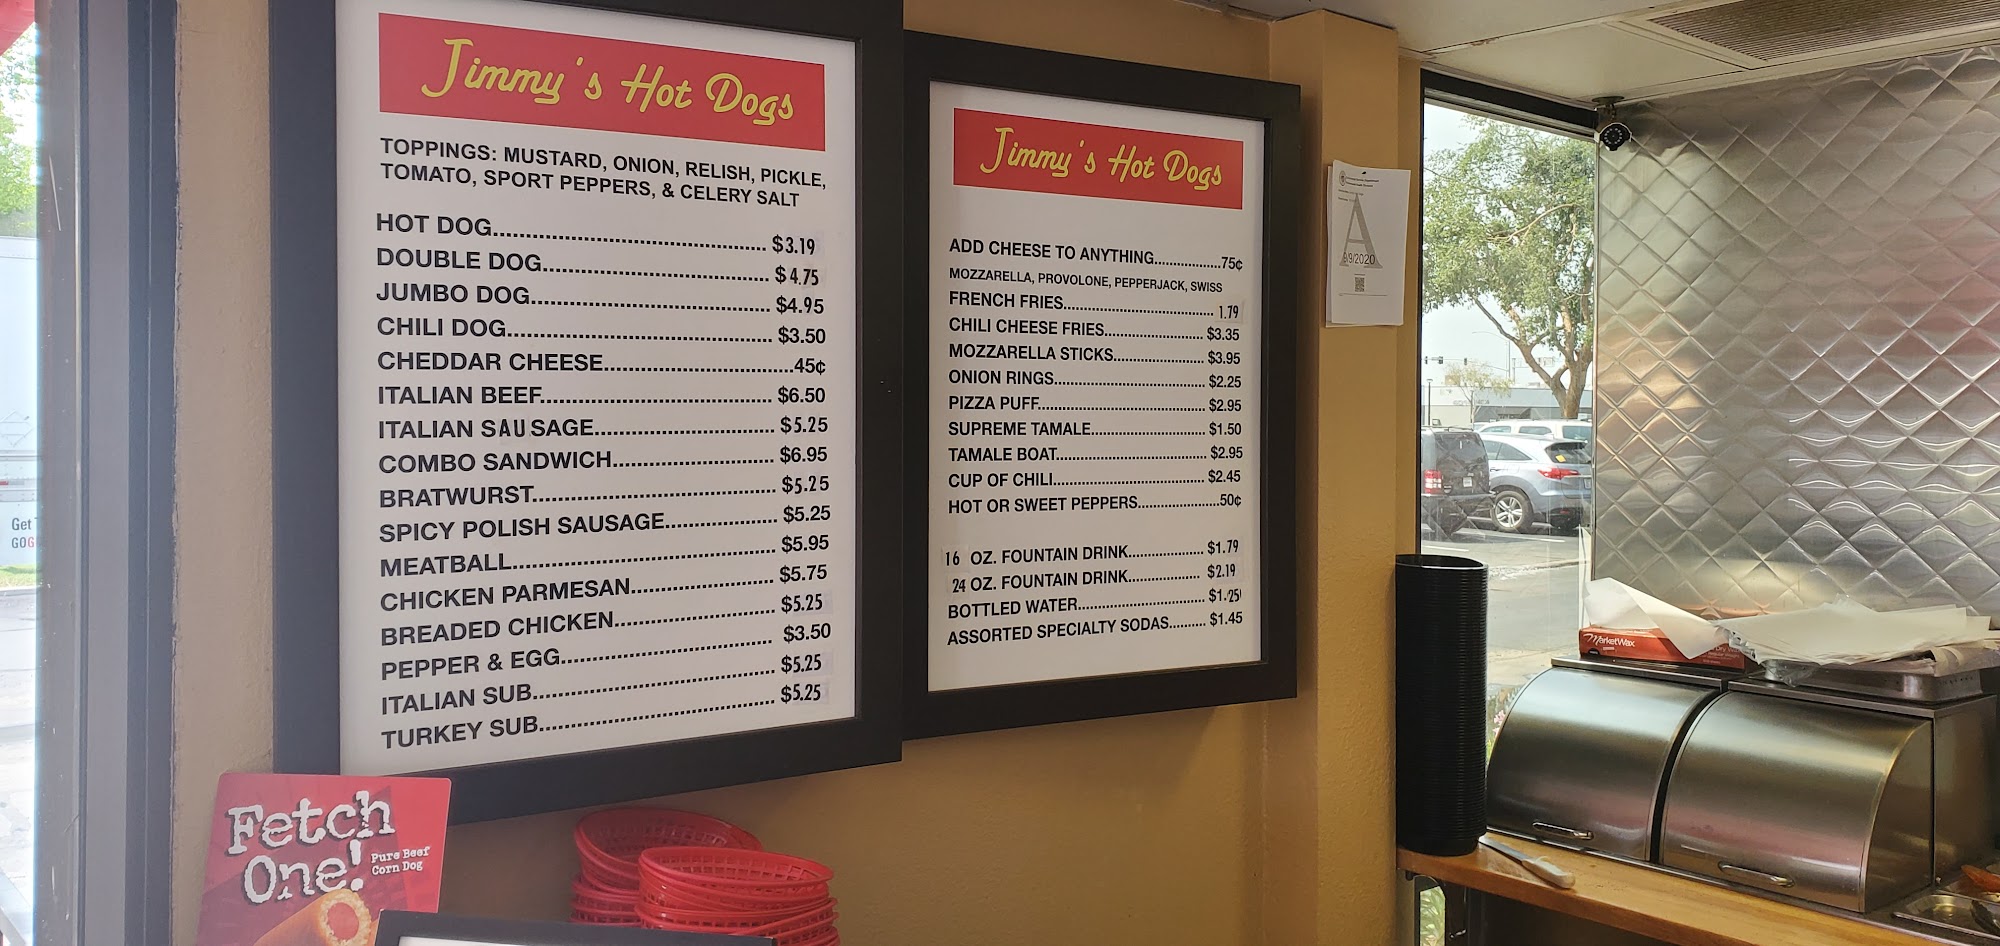 Jimmy's Hot Dogs
TOPPINGS: MUSTARD, ONION, RELISH, PICKLE,
TOMATO, SPORT PEPPERS, & CELERY SALT
HOT DOG.......... $3.19
DOUBLE DOG.......... $4.75
JUMBO DOG.......... $4.95
CHILI DOG.......... $3.50
CHEDDAR CHEESE..........45¢
ITALIAN BEEF.......... $6.50
ITALIAN SAUSAGE.......... $5.25
COMBO SANDWICH.......... $6.95
BRATWURST.......... $5.25
SPICY POLISH SAUSAGE.......... $5.25
MEATBALL.......... $5.95
CHICKEN PARMESAN.......... $5.75
BREADED CHICKEN.......... $5.25
PEPPER & EGG.......... $3.50
ITALIAN SUB.......... $5.25
TURKEY SUB.......... $5.25
Jimmy's Hot Dogs
ADD CHEESE TO ANYTHING..........75¢
MOZZARELLA, PROVOLONE, PEPPERJACK, SWISS
FRENCH FRIES.......... 1.79
CHILI CHEESE FRIES.......... $3.35
MOZZARELLA STICKS.......... $3.95
ONION RINGS.......... $2.25
PIZZA PUFF.......... $2.95
SUPREME TAMALE.......... $1.50
TAMALE BOAT.......... $2.95
CUP OF CHILI.......... $2.45
HOT OR SWEET PEPPERS..........50¢
16 OZ. FOUNTAIN DRINK.......... $1.79
24 OZ. FOUNTAIN DRINK.......... $2.19
BOTTLED WATER.......... $1.25
ASSORTED SPECIALTY SODAS.......... $1.45
A
Fetch
One!
Pure Beef
Corn Dog
MarketWax
Get